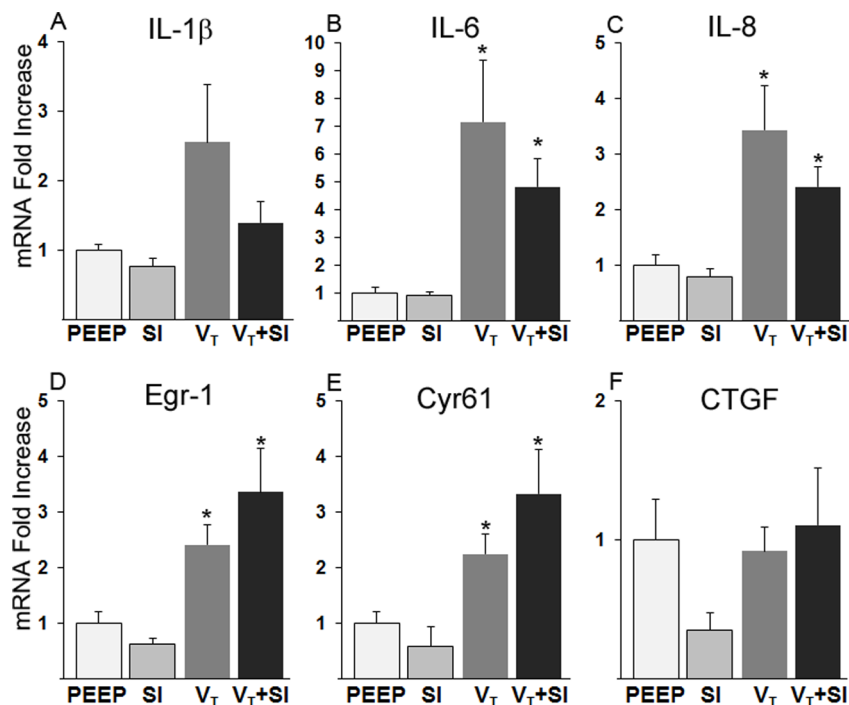 A IL-1β
mRNA Fold Increase
4
3
2
1
PEEP SI VT VT+SI
B IL-6
10
9
8
7
6
5
4
3
2
1
* *
PEEP SI VT VT+SI
C IL-8
5
4
3
2
1
* *
PEEP SI VT VT+SI
D Egr-1
mRNA Fold Increase
5
4
3
2
1
* *
PEEP SI VT VT+SI
E Cyr61
5
4
3
2
1
* *
PEEP SI VT VT+SI
F CTGF
2
1
PEEP SI VT VT+SI